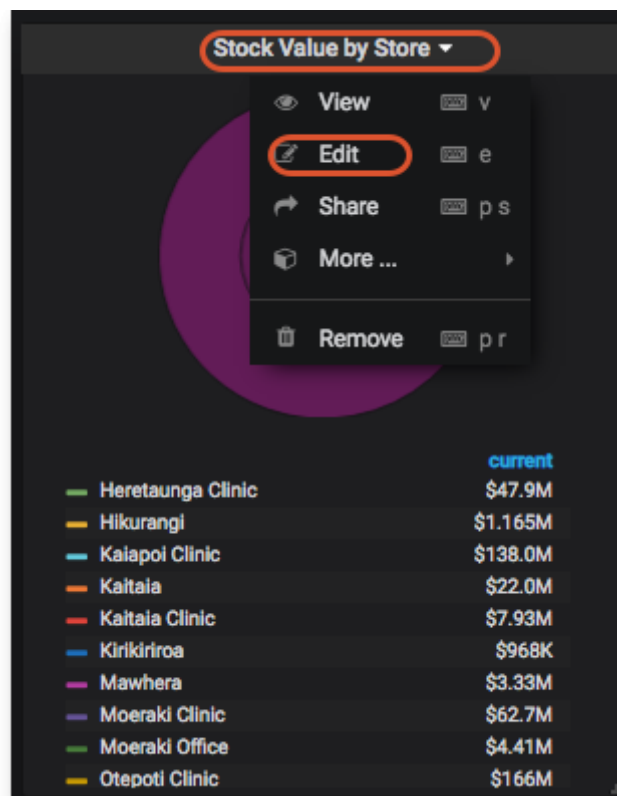 Stock Value by Store
View v
Edit e
Share p s
More ...
Remove p r
current
Heretaunga Clinic $47.9M
Hikurangi $1.165M
Kaiapoi Clinic $138.0M
Kaitaia $22.0M
Kaitaia Clinic $7.93M
Kirikiriroa $968K
Mawhera $3.33M
Moeraki Clinic $62.7M
Moeraki Office $4.41M
Otepoti Clinic $166M